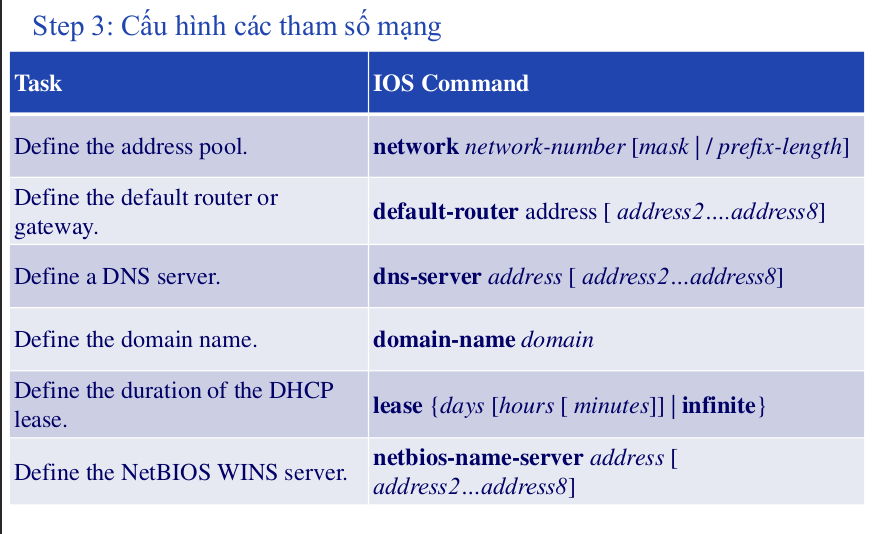 Step 3: Cấu hình các tham số mạng
Task
IOS Command
Define the address pool.
network network-number [mask | / prefix-length]
Define the default router or
gateway.
default-router address [ address2....address8]
Define a DNS server.
dns-server address [ address2...address8]
Define the domain name.
domain-name domain
Define the duration of the DHCP
lease.
lease {days [hours [ minutes]] | infinite}
Define the NetBIOS WINS server.
netbios-name-server address [
address2...address8]